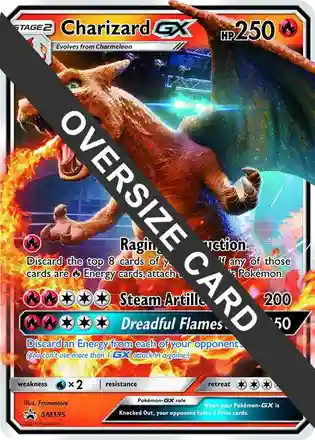 STAGE2 Charizard GX HP250
Evolves from Charmeleon
OVERSIZE CARD
Raging
Discard the top 8 cards of any of those
cards are Energy cards, attach Pokémon.
Steam Artille 200
Dreadful Flames 50
Discard an Energy from each of your opponent's
(You can't use more than 1 GX attack in a game.)
weakness ×2 resistance retreat
Illus. Framestore
Pokémon-GX rule
When your Pokémon-GX is
Knocked Out, your opponent takes 2 Prize cards.
PROMO SM195